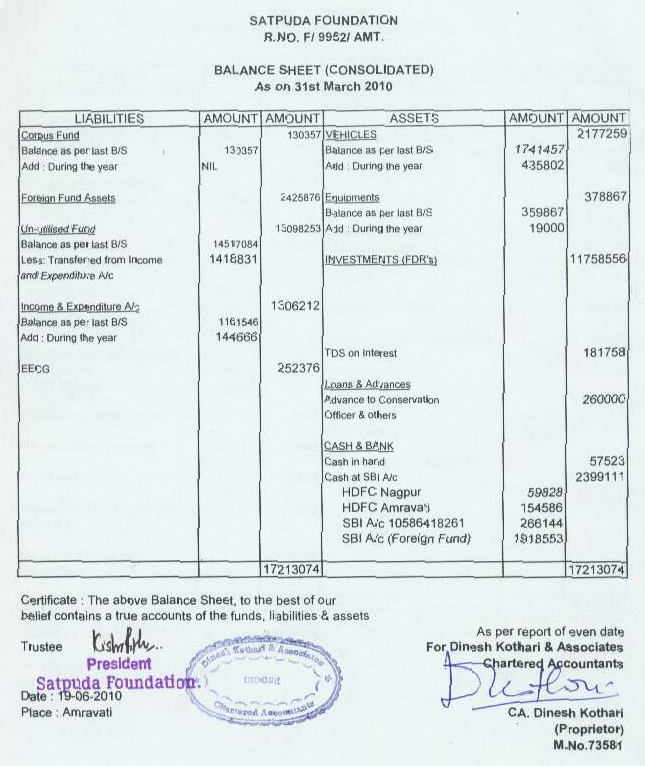 SATPUDA FOUNDATION
R.NO. F/ 9952/ AMT.
BALANCE SHEET (CONSOLIDATED)
As on 31st March 2010
LIABILITIES AMOUNT AMOUNT ASSETS AMOUNT AMOUNT
Corpus Fund 130357 VEHICLES 2177259
Balance as per last B/S 130357 Balance as per last B/S 1741457
Add : During the year NIL Add : During the year 435802
Foreign Fund Assets 2425876 Equipments 378867
Balance as per last B/S 359867
Un-utilised Fund 13098253 Add : During the year 19000
Balance as per last B/S 14517084
Less: Transferred from Income 1418831 INVESTMENTS (FDR's) 11758556
and Expenditure A/c
Income & Expenditure A/c 1306212
Balance as per last B/S 1161546
Add : During the year 144666
TDS on Interest 181758
EECG 252376
Loans & Advances
Advance to Conservation 260000
Officer & others
CASH & BANK
Cash in hand 57523
Cash at SBI A/c 2399111
HDFC Nagpur 59828
HDFC Amravati 154586
SBI A/c 10586418261 266144
SBI A/c (Foreign Fund) 1918553
17213074 17213074
Certificate : The above Balance Sheet, to the best of our
belief contains a true accounts of the funds, liabilities & assets
As per report of even date
Trustee For Dinesh Kothari & Associates
President Chartered Accountants
Satpuda Foundation.
Dinesh Kothari & Associates
INDORE
Chartered Accountants
Date : 19-06-2010
Place : Amravati
CA. Dinesh Kothari
(Proprietor)
M.No.73581